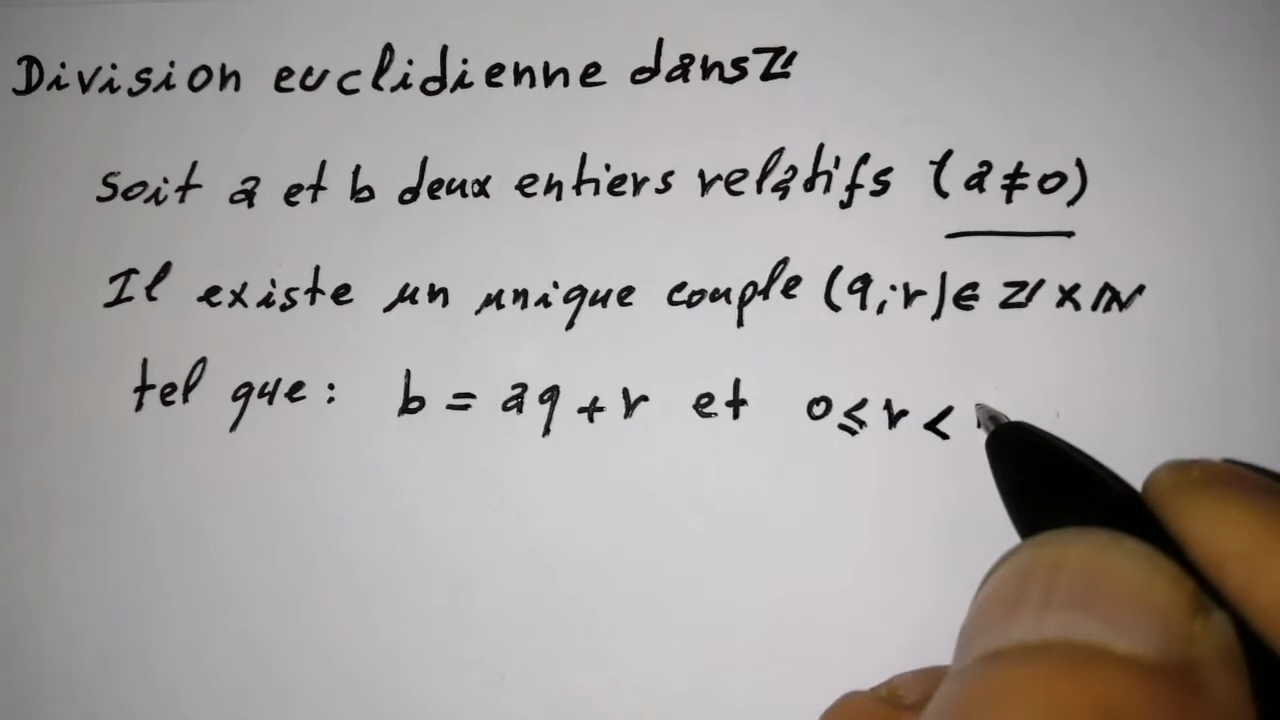 Division euclidienne dans ℤ
soit a et b deux entiers relatifs (a≠0)
Il existe un unique couple (q;r)∈ ℤ×ℕ
tel que: b = aq+r et 0≤r<